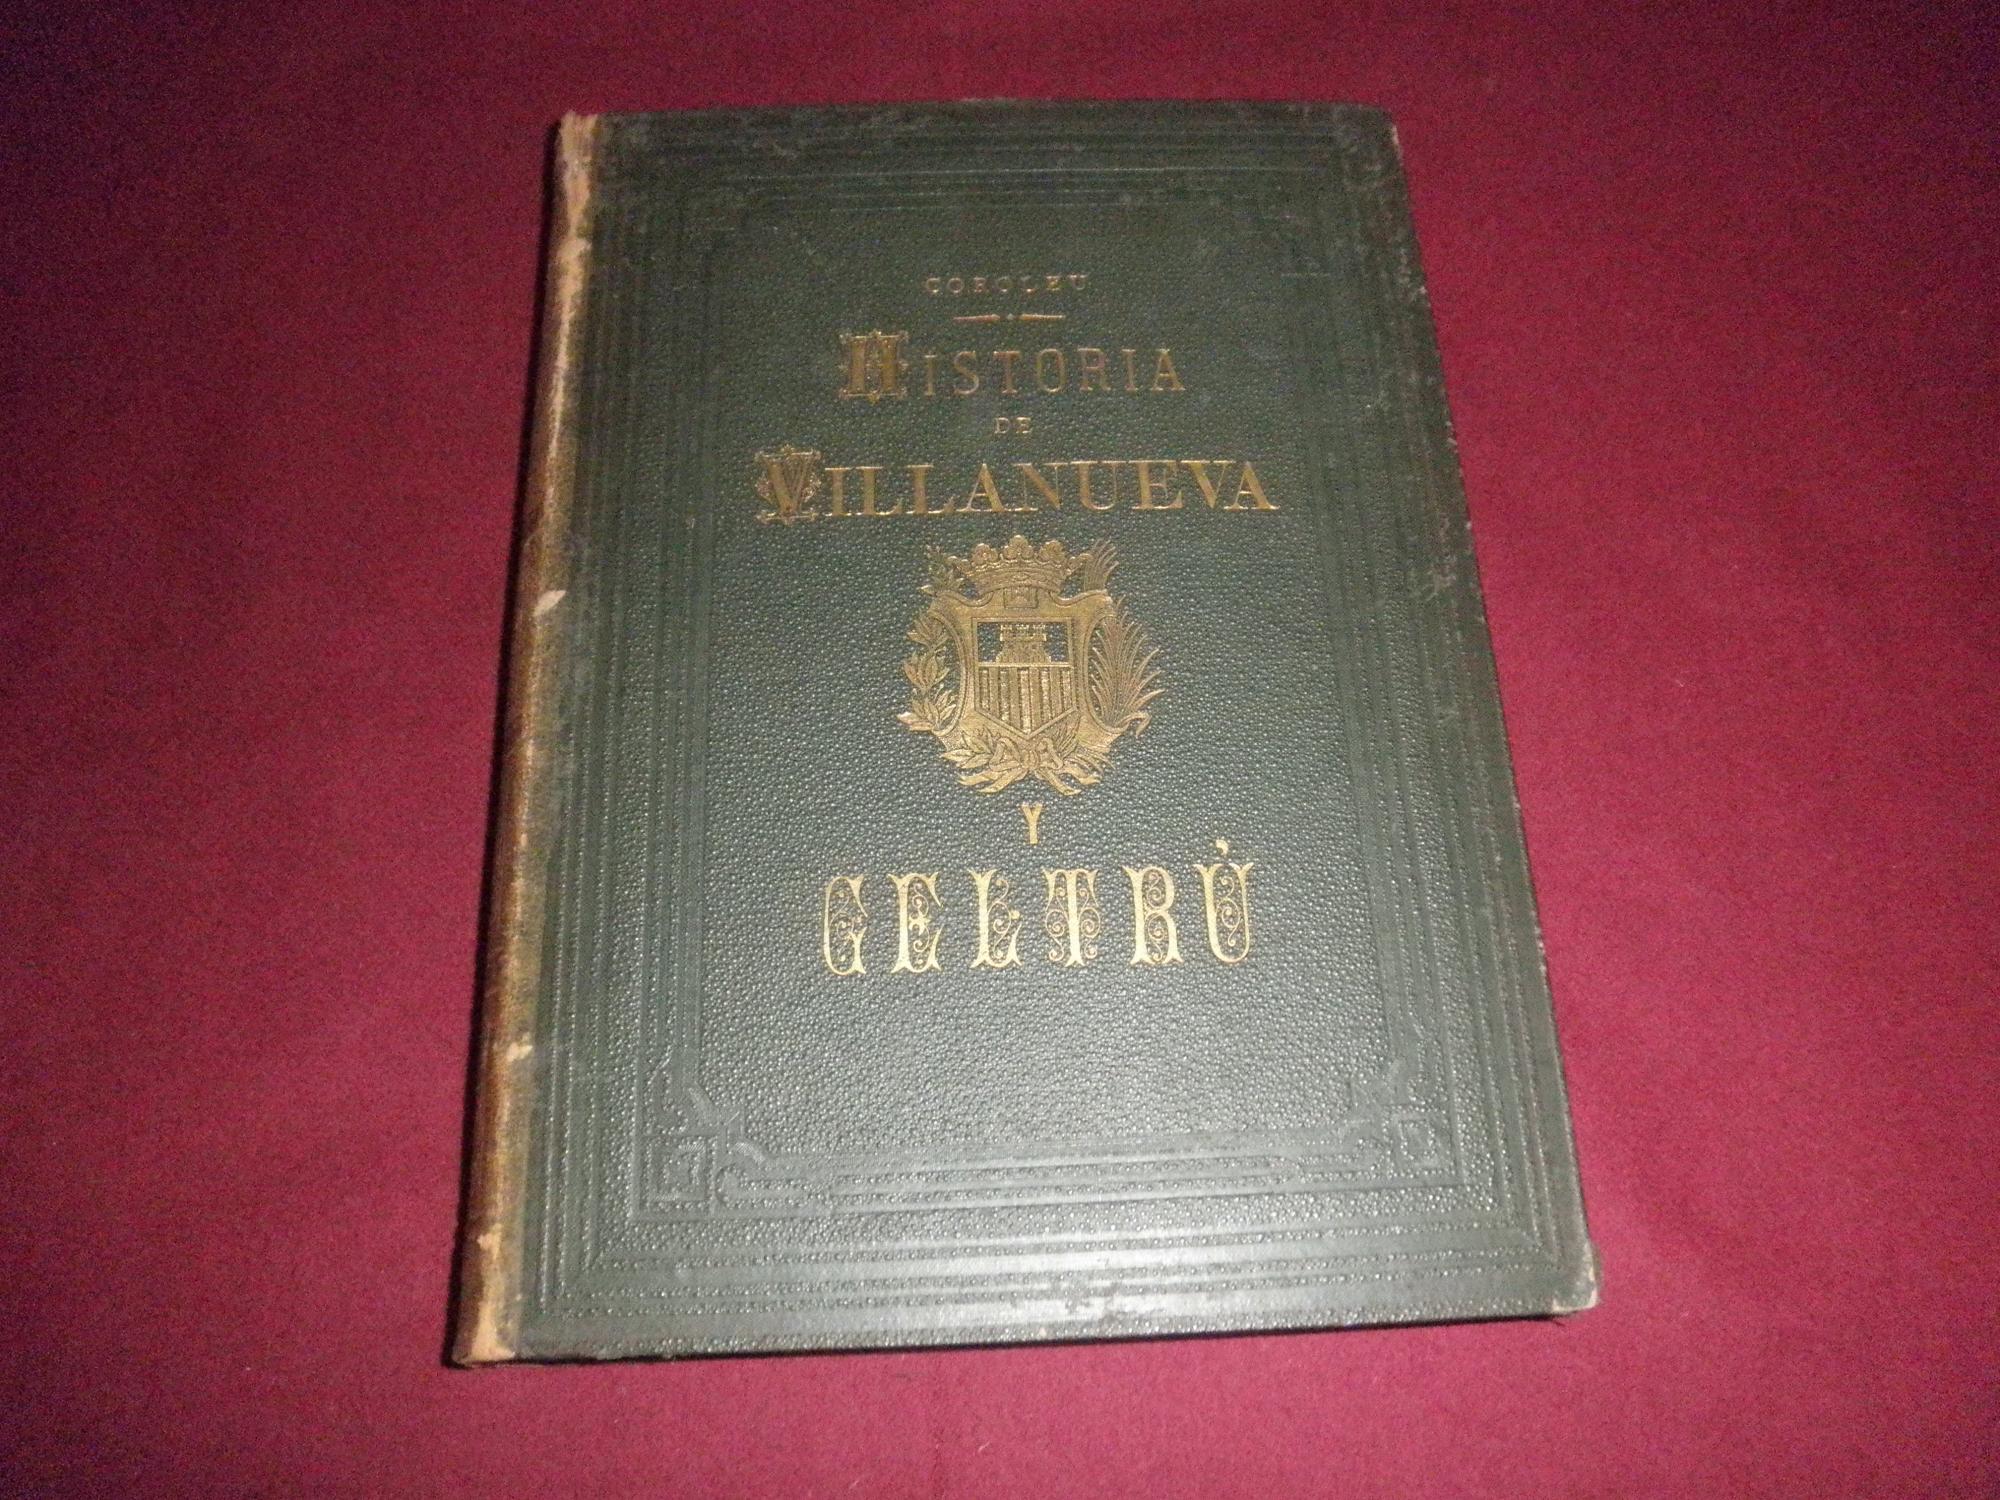 COROLEU
HISTORIA
DE
VILLANUEVA
Y
GELTRÚ